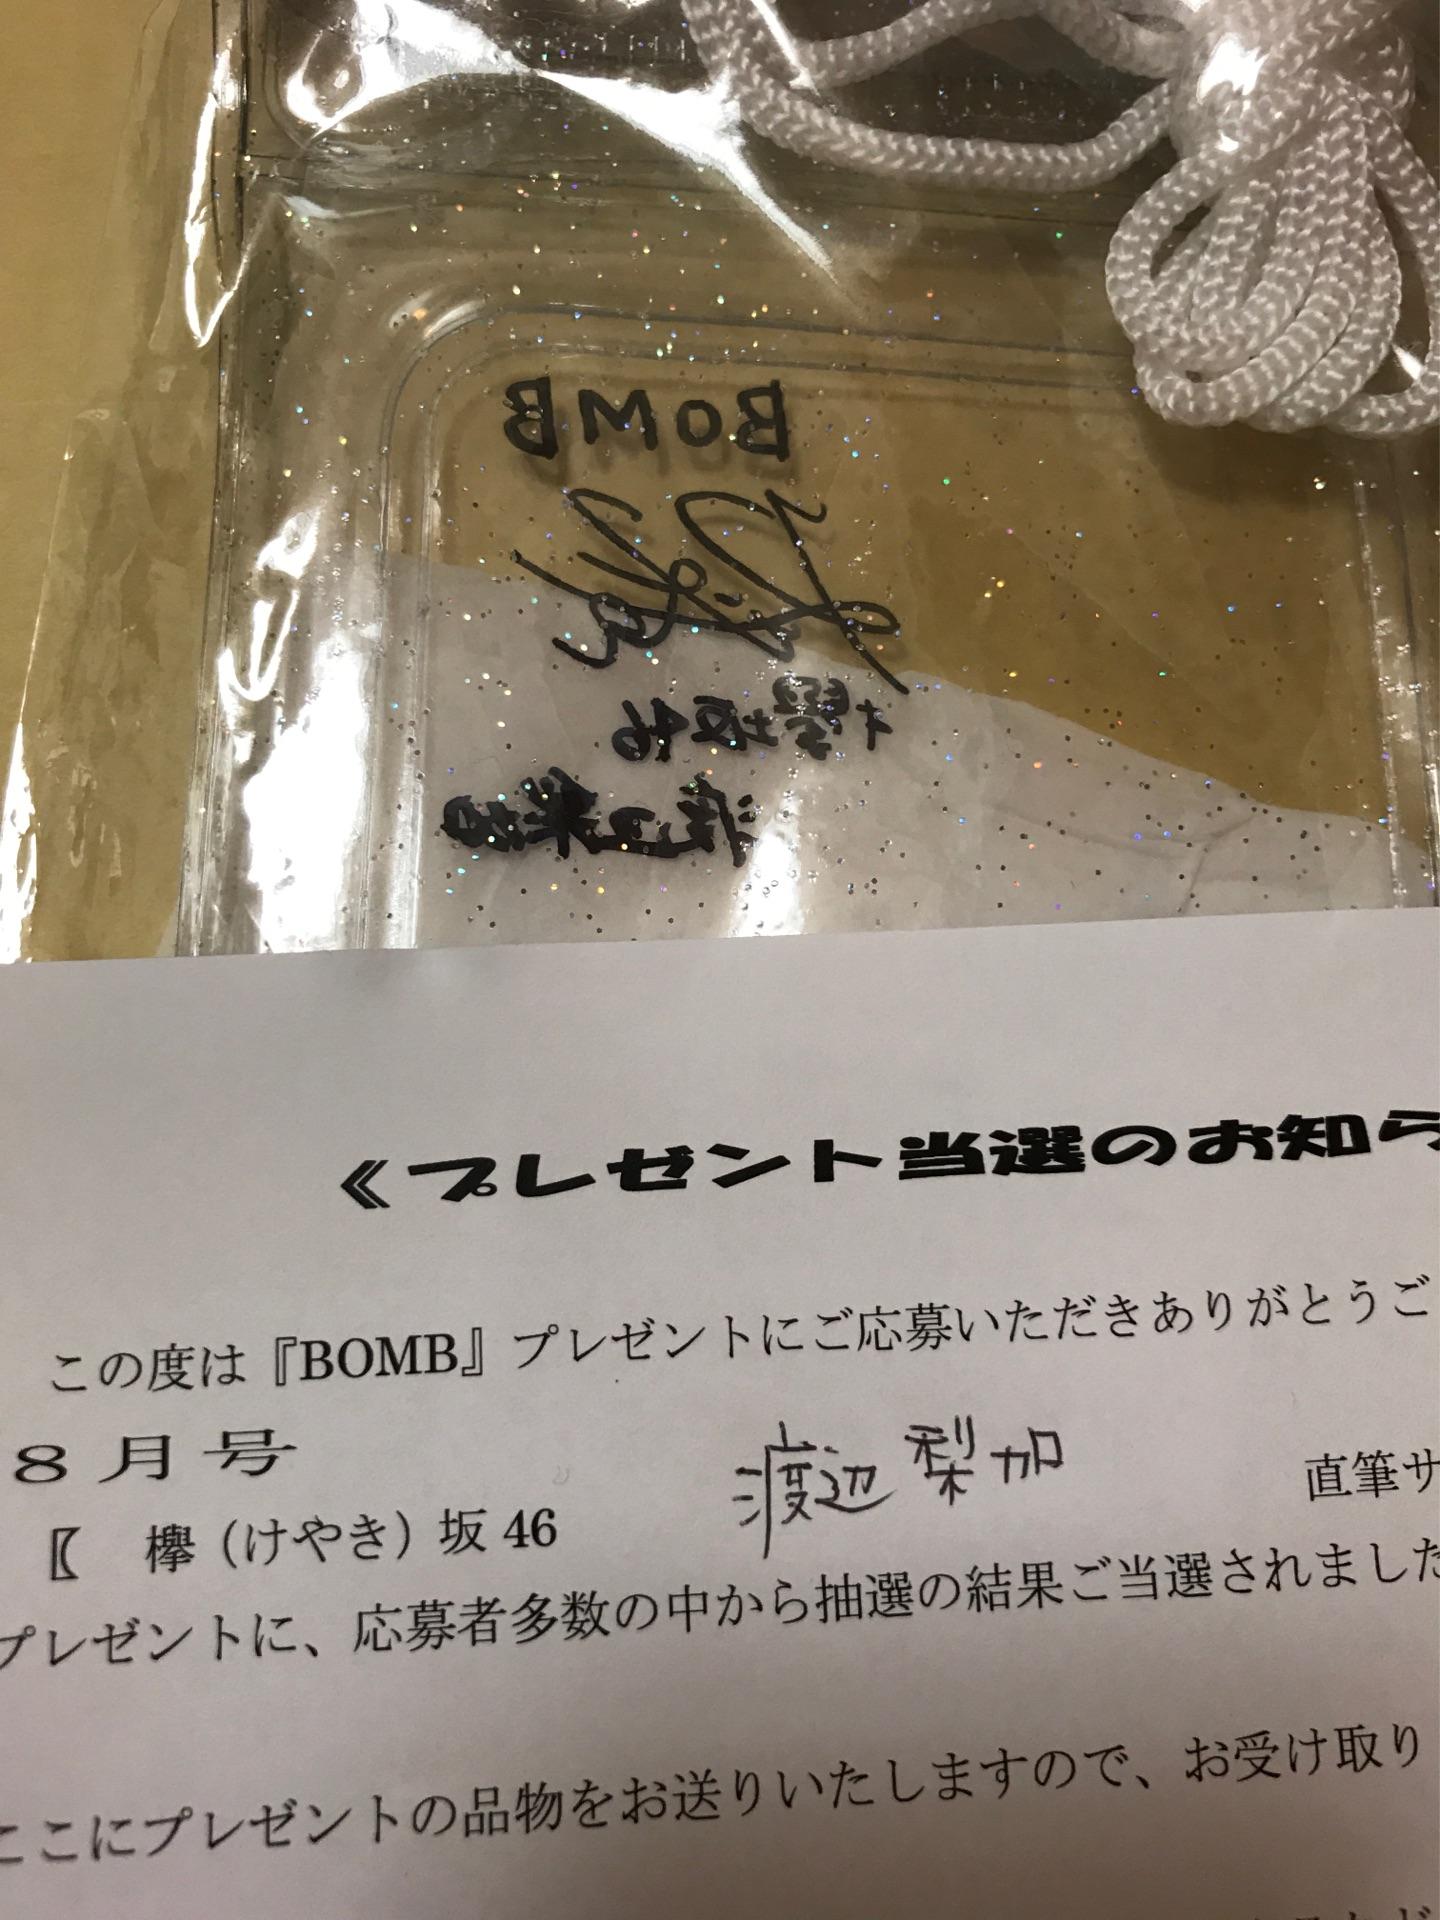 BOMB
欅坂46
渡辺梨加
《プレゼント当選のお知ら
この度は『BOMB』プレゼントにご応募いただきありがとうご
8月号
〖 欅（けやき）坂46 渡辺 梨加 直筆サ
プレゼントに、応募者多数の中から抽選の結果ご当選されました
ここにプレゼントの品物をお送りいたしますので、お受け取り